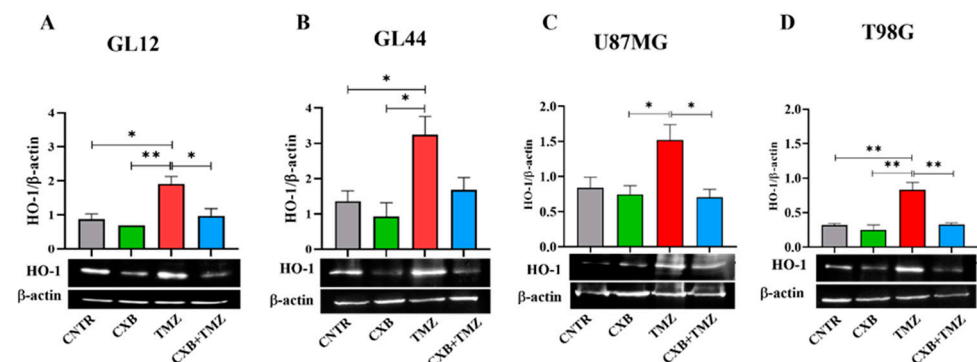 A
GL12
* ** *
HO-1/β-actin
4
3
2
1
0
HO-1
β-actin
CNTR CXB TMZ CXB+TMZ
B
GL44
* *
HO-1/β-actin
4
3
2
1
0
HO-1
β-actin
CNTR CXB TMZ CXB+TMZ
C
U87MG
* *
HO-1/β-actin
2.0
1.5
1.0
0.5
0.0
HO-1
β-actin
CNTR CXB TMZ CXB+TMZ
D
T98G
** ** **
HO-1/β-actin
2.0
1.5
1.0
0.5
0.0
HO-1
β-actin
CNTR CXB TMZ CXB+TMZ